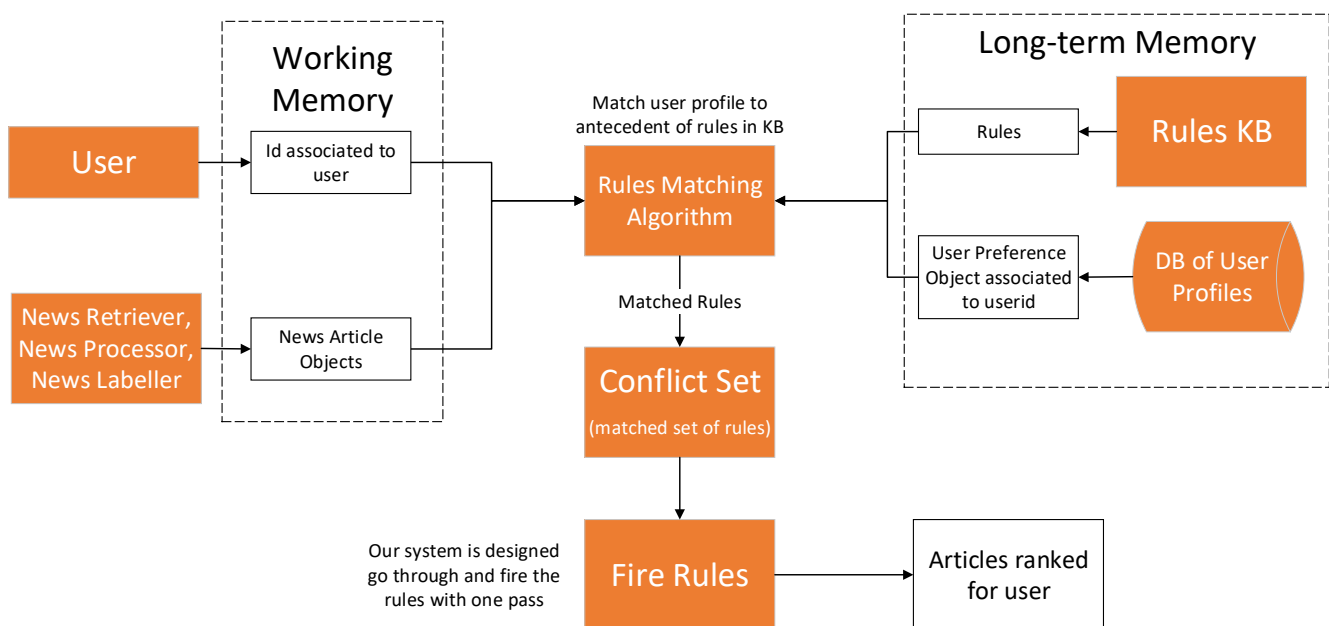 Working
Memory
User
Id associated to
user
News Retriever,
News Processor,
News Labeller
News Article
Objects
Match user profile to
antecedent of rules in KB
Rules Matching
Algorithm
Matched Rules
Conflict Set
(matched set of rules)
Our system is designed
go through and fire the
rules with one pass
Fire Rules
Articles ranked
for user
Long-term Memory
Rules
Rules KB
User Preference
Object associated
to userid
DB of User
Profiles